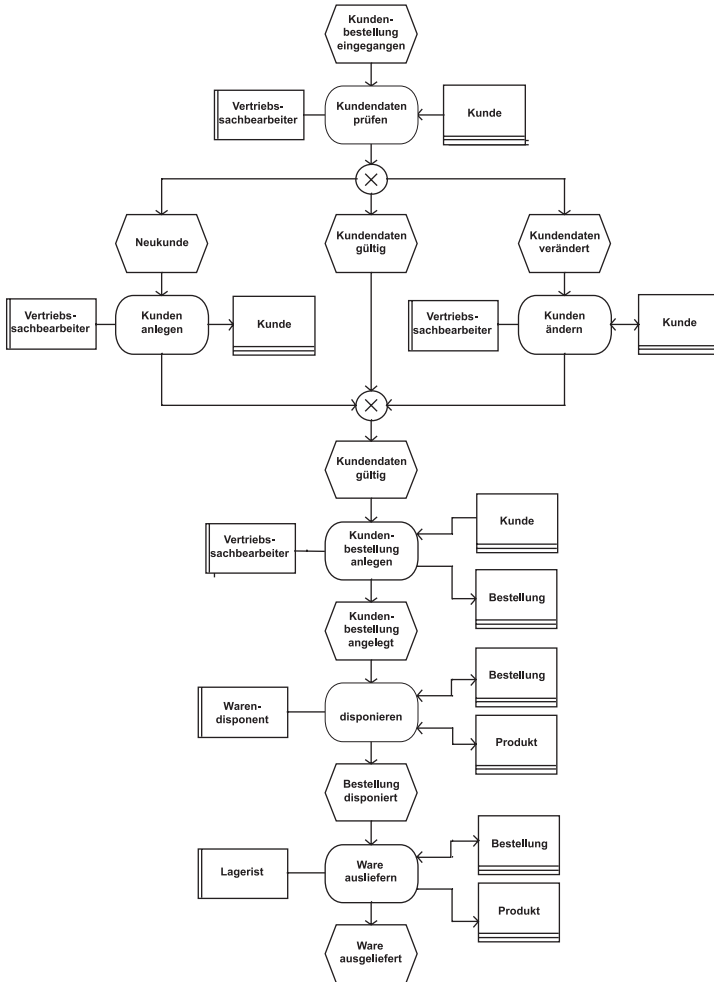 Kunden-
bestellung
eingegangen
Vertriebs-
sachbearbeiter
Kundendaten
prüfen
Kunde
Neukunde
Kundendaten
gültig
Kundendaten
verändert
Vertriebs-
sachbearbeiter
Kunden
anlegen
Kunde
Vertriebs-
sachbearbeiter
Kunden
ändern
Kunde
Kundendaten
gültig
Vertriebs-
sachbearbeiter
Kunden-
bestellung
anlegen
Kunde
Bestellung
Kunden-
bestellung
angelegt
Waren-
disponent
disponieren
Bestellung
Produkt
Bestellung
disponiert
Lagerist
Ware
ausliefern
Bestellung
Produkt
Ware
ausgeliefert